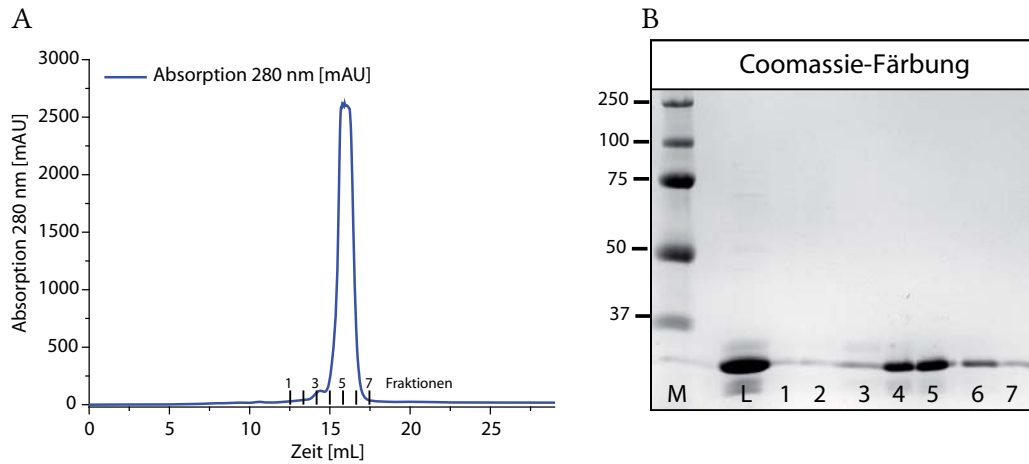 A
Absorption 280 nm [mAU]
3000
2500
2000
1500
1000
500
0
Absorption 280 nm [mAU]
1 3 5 7 Fraktionen
0 5 10 15 20 25
Zeit [mL]
B
Coomassie-Färbung
250
100
75
50
37
M L 1 2 3 4 5 6 7